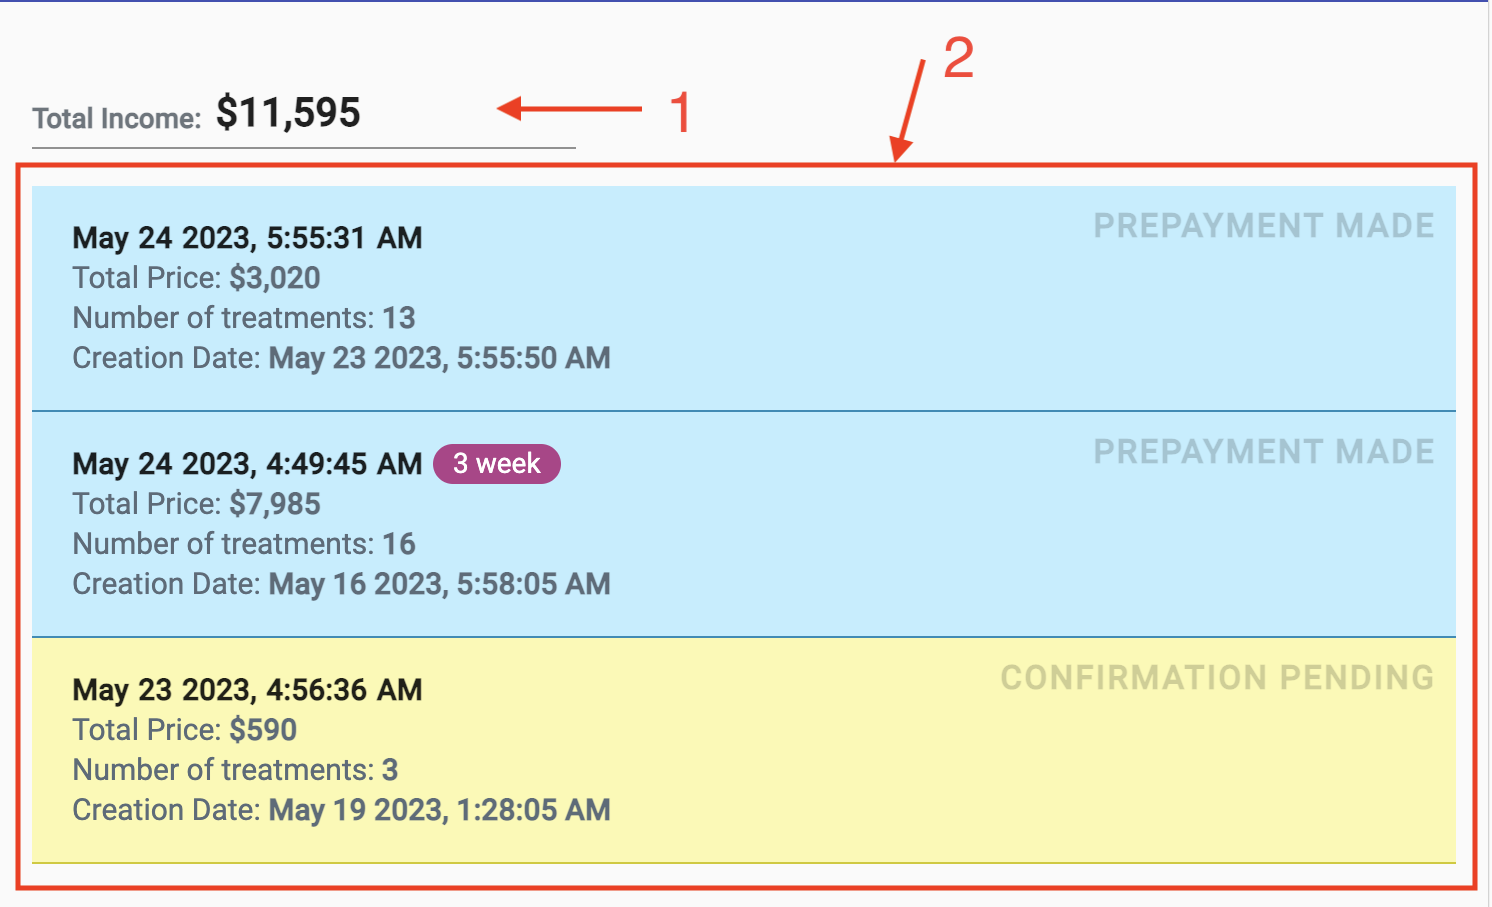 2
Total Income: $11,595
1
May 24 2023, 5:55:31 AM
PREPAYMENT MADE
Total Price: $3,020
Number of treatments: 13
Creation Date: May 23 2023, 5:55:50 AM
May 24 2023, 4:49:45 AM 3 week
PREPAYMENT MADE
Total Price: $7,985
Number of treatments: 16
Creation Date: May 16 2023, 5:58:05 AM
May 23 2023, 4:56:36 AM
CONFIRMATION PENDING
Total Price: $590
Number of treatments: 3
Creation Date: May 19 2023, 1:28:05 AM